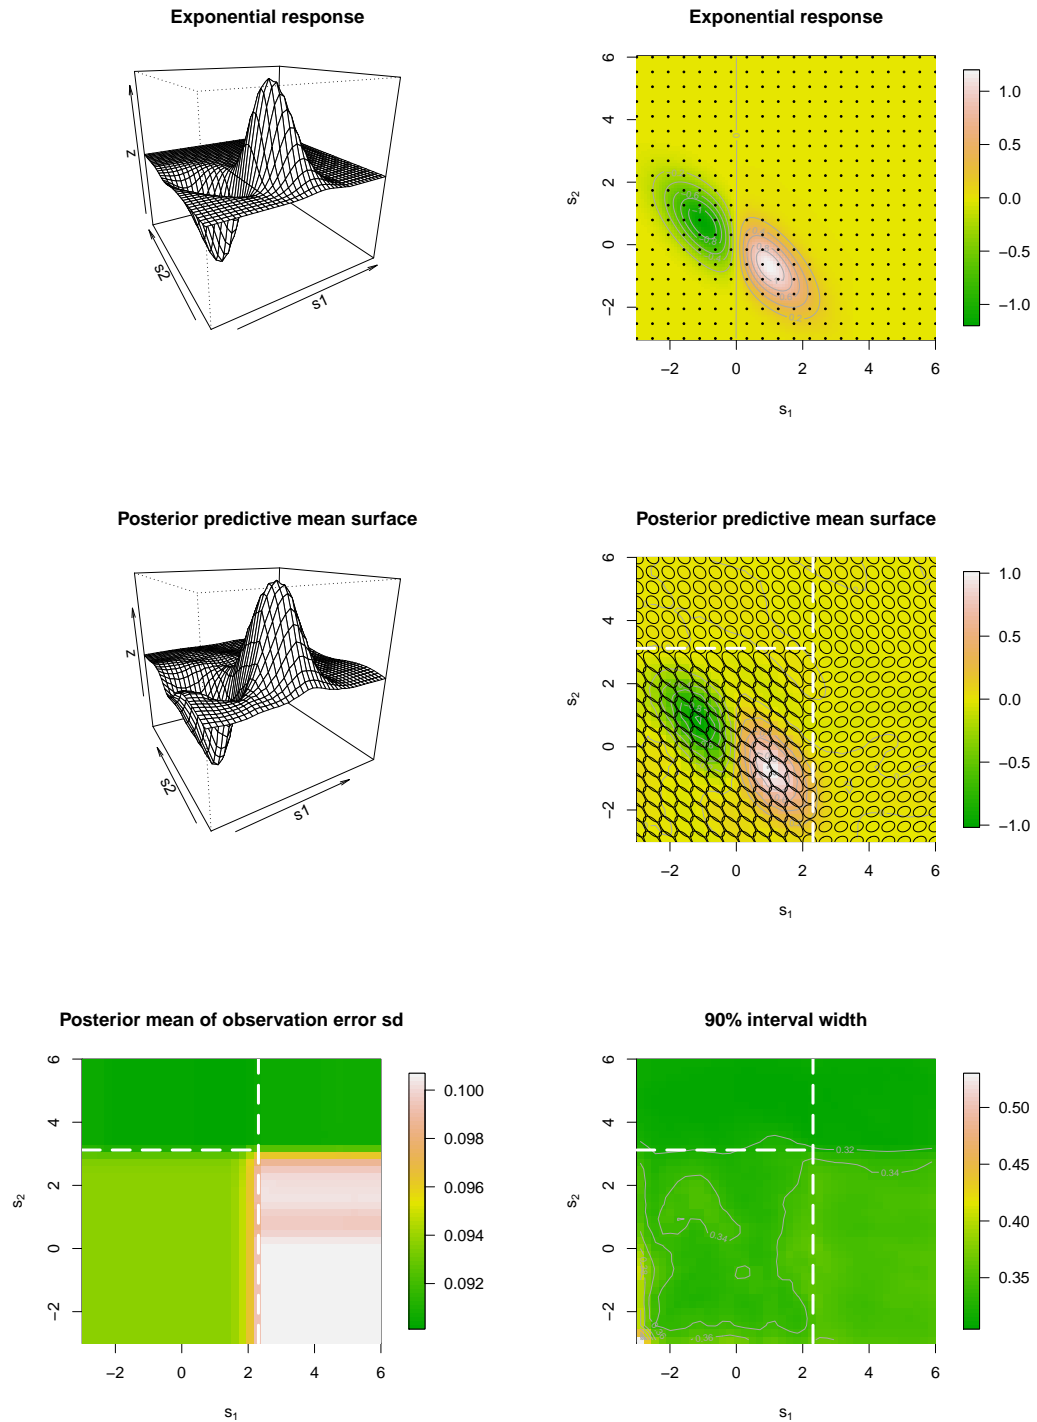 Exponential response
Exponential response
z
s2
s1
6
4
2
0
−2
s2
−2 0 2 4 6
s1
1.0
0.5
0.0
−0.5
−1.0
Posterior predictive mean surface
Posterior predictive mean surface
z
s2
s1
6
4
2
0
−2
s2
−2 0 2 4 6
s1
1.0
0.5
0.0
−0.5
−1.0
Posterior mean of observation error sd
90% interval width
6
4
2
0
−2
s2
−2 0 2 4 6
s1
0.100
0.098
0.096
0.094
0.092
6
4
2
0
−2
s2
0.32
0.34
0.34
0.36
−2 0 2 4 6
s1
0.50
0.45
0.40
0.35